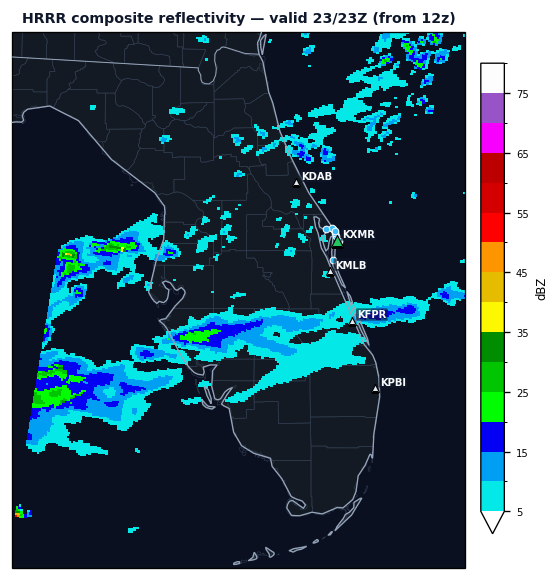 HRRR composite reflectivity — valid 23/23Z (from 12z)
KDAB
KXMR
KMLB
KFPR
KPBI
75
65
55
45
35
25
15
5
dBZ